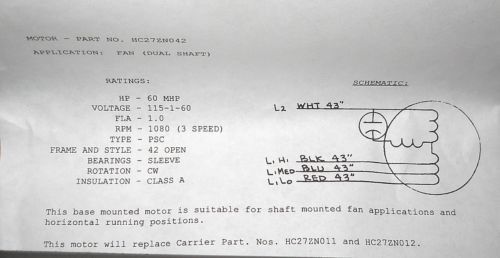 MOTOR - PART NO. HC27ZN042
APPLICATION: FAN (DUAL SHAFT)
RATINGS:
HP - 60 MHP
VOLTAGE - 115-1-60
FLA - 1.0
RPM - 1080 (3 SPEED)
TYPE - PSC
FRAME AND STYLE - 42 OPEN
BEARINGS - SLEEVE
ROTATION - CW
INSULATION - CLASS A
SCHEMATIC:
L2 WHT 43"
L1 HI BLK 43"
L1 MED BLU 43"
L1 LO RED 43"
This base mounted motor is suitable for shaft mounted fan applications and
horizontal running positions.
This motor will replace Carrier Part. Nos. HC27ZN011 and HC27ZN012.